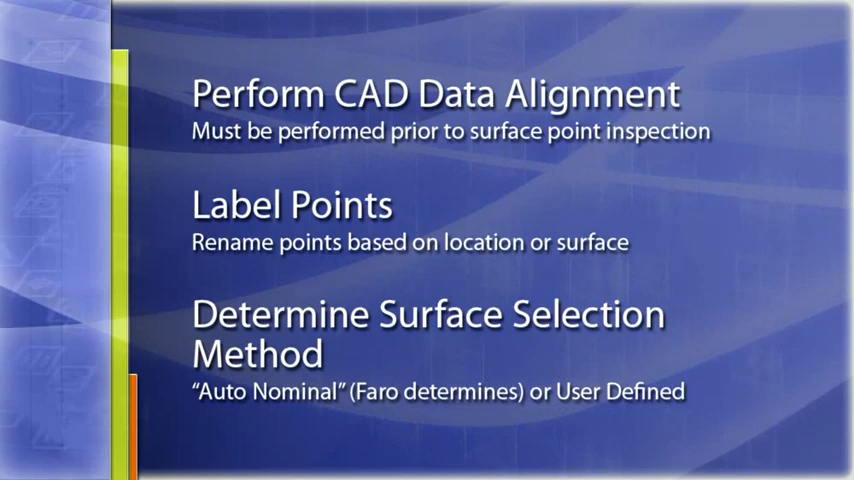 Perform CAD Data Alignment
Must be performed prior to surface point inspection
Label Points
Rename points based on location or surface
Determine Surface Selection
Method
“Auto Nominal” (Faro determines) or User Defined